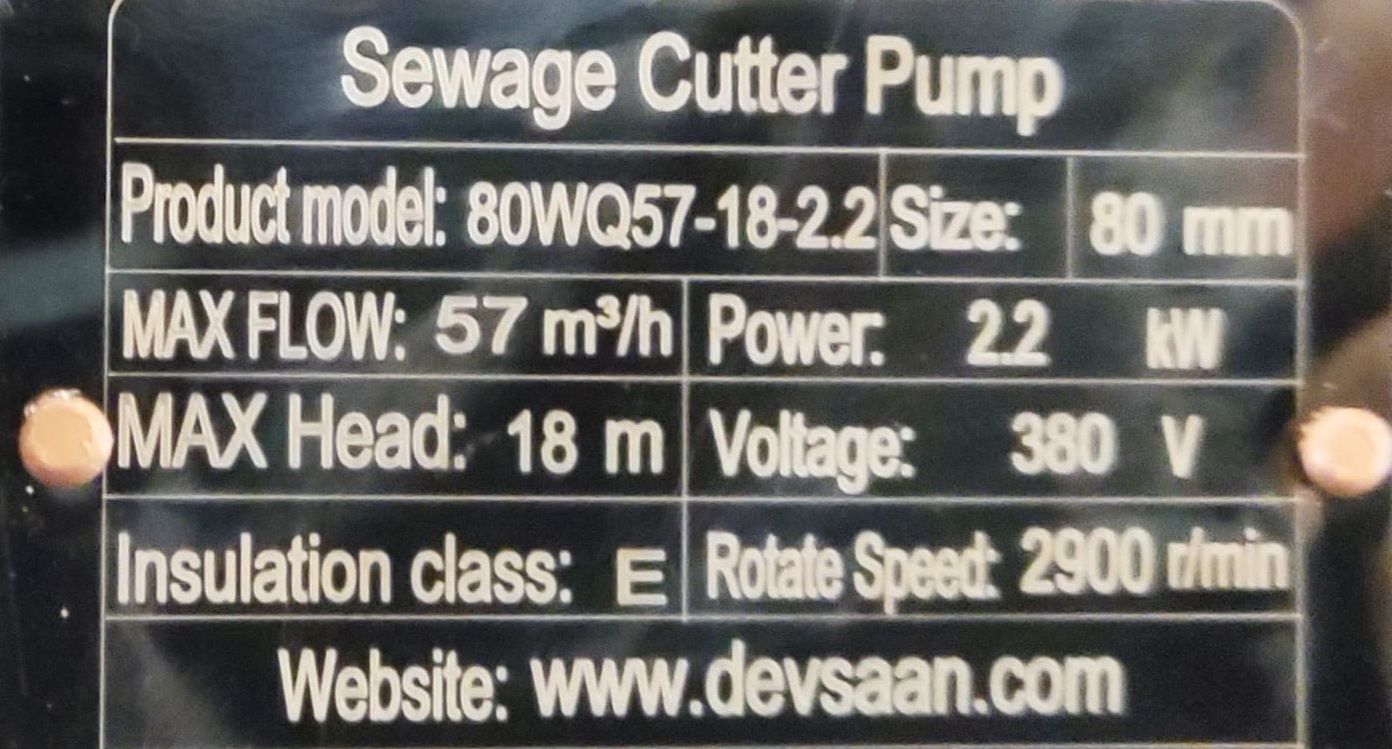 Sewage Cutter Pump
Product model: 80WQ57-18-2.2 Size: 80 mm
MAX FLOW: 57 m³/h Power: 2.2 kW
MAX Head: 18 m Voltage: 380 V
Insulation class: E Rotate Speed: 2900 r/min
Website: www.devsaan.com